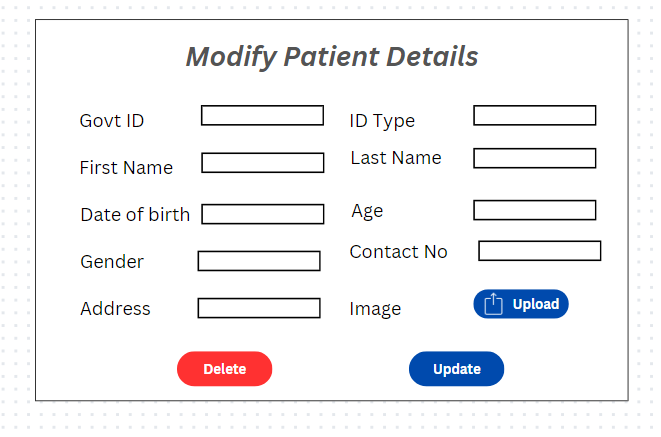 Modify Patient Details
Govt ID
ID Type
First Name
Last Name
Date of birth
Age
Gender
Contact No
Address
Image
Upload
Delete
Update